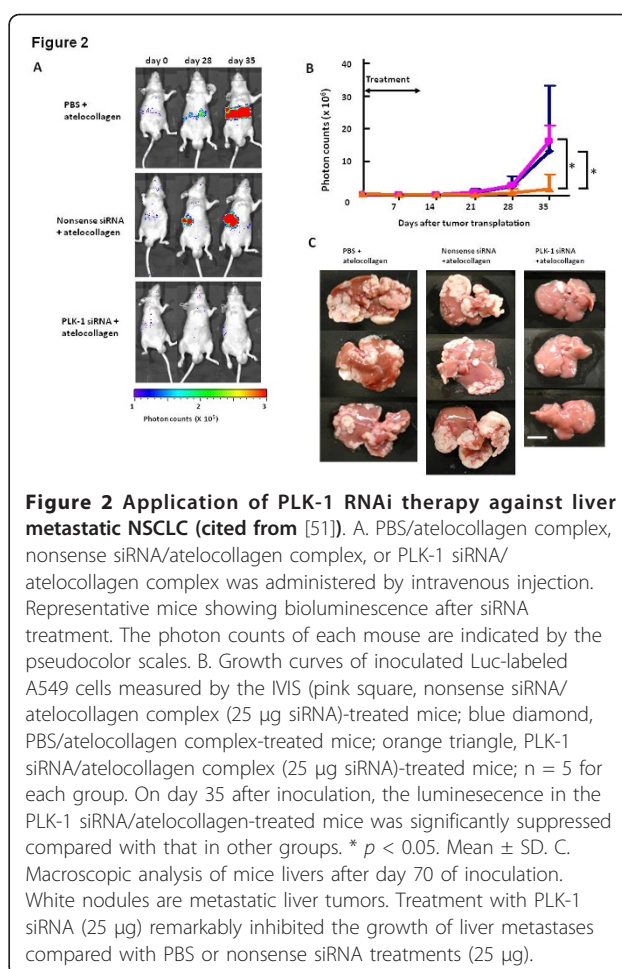 Figure 2
A
day 0 day 28 day 35
PBS +
atelocollagen
Nonsense siRNA
+ atelocollagen
PLK-1 siRNA +
atelocollagen
1 2 3
Photon counts (X 10⁵)
B
Treatment
Photon counts (x 10⁶)
40
30
20
10
0
7 14 21 28 35
* *
Days after tumor transplatation
C
PBS +
atelocollagen
Nonsense siRNA
+atelocollagen
PLK-1 siRNA
+atelocollagen
Figure 2 Application of PLK-1 RNAi therapy against liver
metastatic NSCLC (cited from [51]). A. PBS/atelocollagen complex,
nonsense siRNA/atelocollagen complex, or PLK-1 siRNA/
atelocollagen complex was administered by intravenous injection.
Representative mice showing bioluminescence after siRNA
treatment. The photon counts of each mouse are indicated by the
pseudocolor scales. B. Growth curves of inoculated Luc-labeled
A549 cells measured by the IVIS (pink square, nonsense siRNA/
atelocollagen complex (25 μg siRNA)-treated mice; blue diamond,
PBS/atelocollagen complex-treated mice; orange triangle, PLK-1
siRNA/atelocollagen complex (25 μg siRNA)-treated mice; n = 5 for
each group. On day 35 after inoculation, the luminesecence in the
PLK-1 siRNA/atelocollagen-treated mice was significantly suppressed
compared with that in other groups. * p < 0.05. Mean ± SD. C.
Macroscopic analysis of mice livers after day 70 of inoculation.
White nodules are metastatic liver tumors. Treatment with PLK-1
siRNA (25 μg) remarkably inhibited the growth of liver metastases
compared with PBS or nonsense siRNA treatments (25 μg).